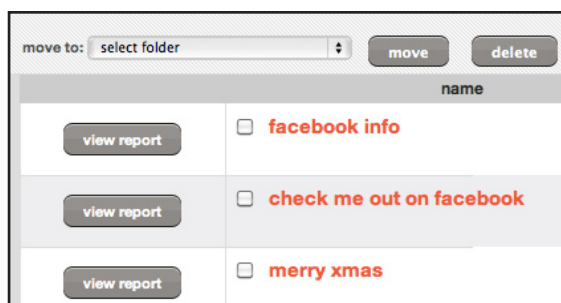 move to: select folder move delete
name
view report facebook info
view report check me out on facebook
view report merry xmas